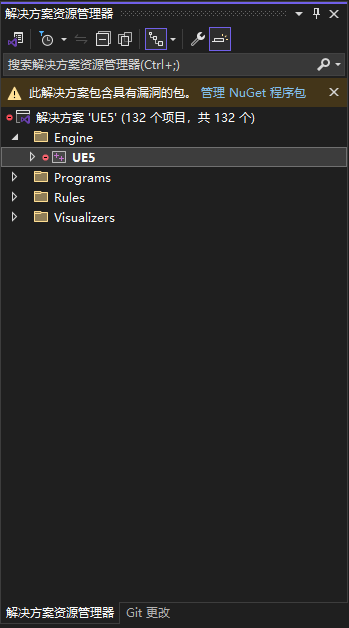 解决方案资源管理器
搜索解决方案资源管理器(Ctrl+;)
此解决方案包含具有漏洞的包。 管理 NuGet 程序包
解决方案 'UE5' (132 个项目，共 132 个)
Engine
UE5
Programs
Rules
Visualizers
解决方案资源管理器 Git 更改